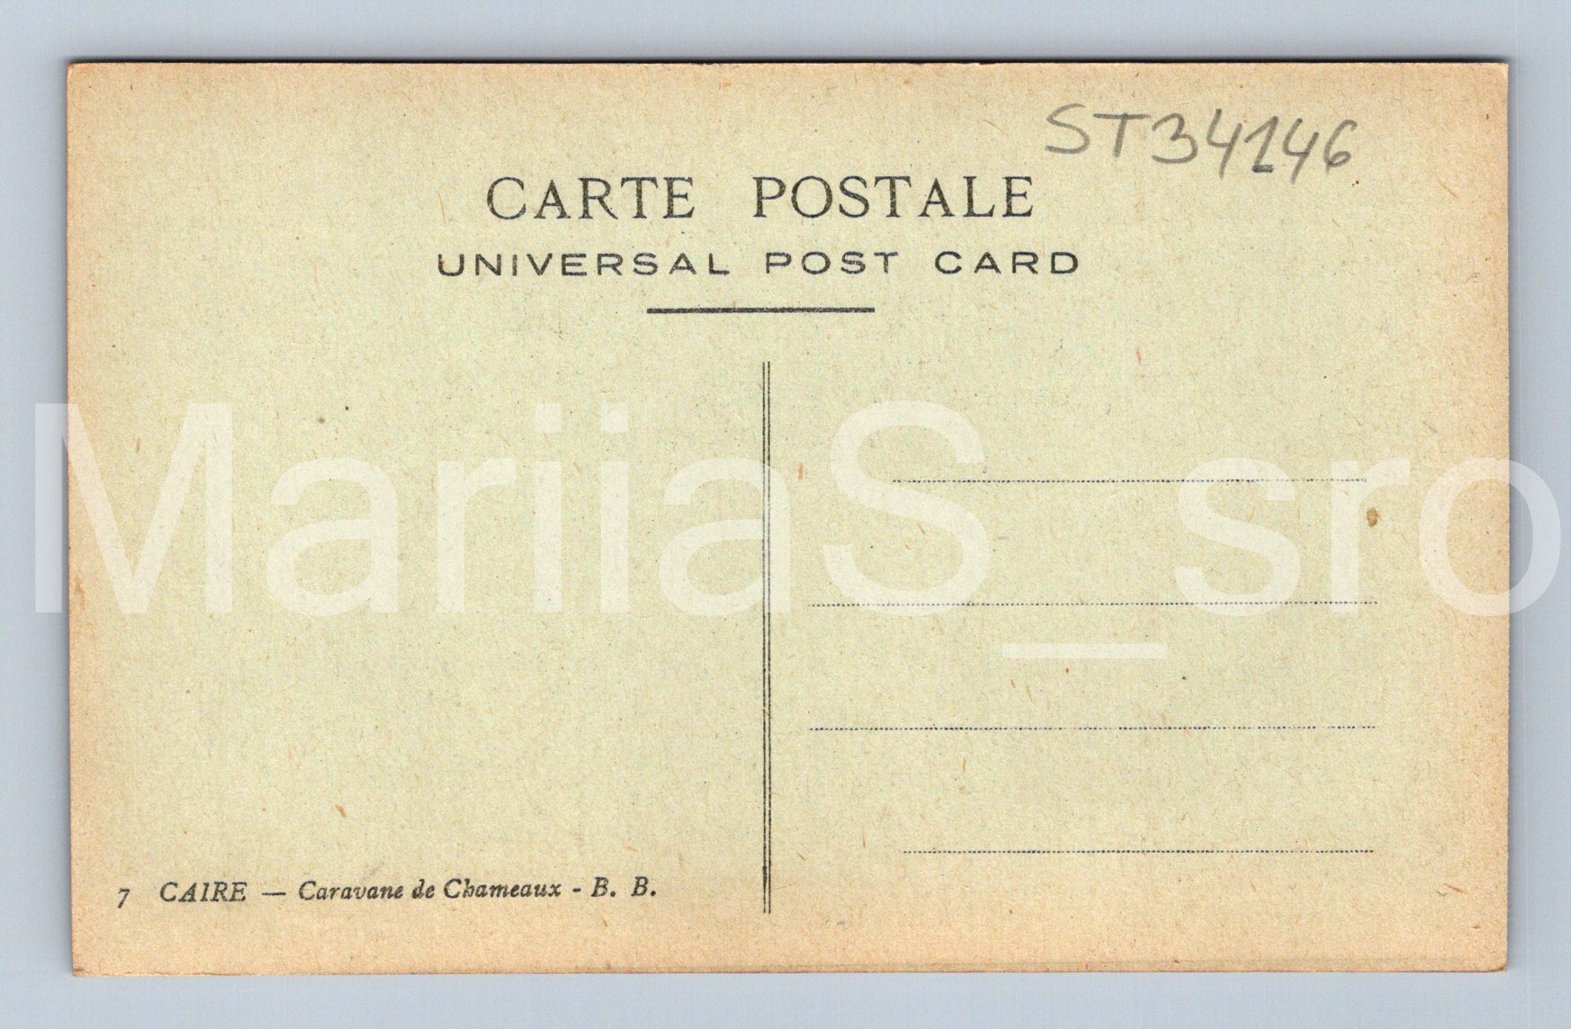 ST34146
CARTE POSTALE
UNIVERSAL POST CARD
MariiaS_sro
7 CAIRE — Caravane de Chameaux - B. B.